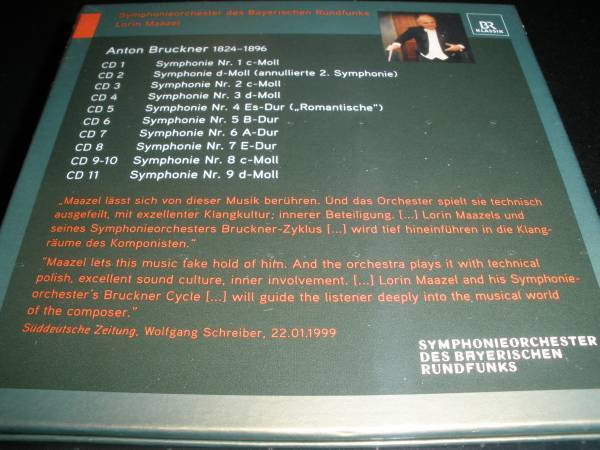 Symphonieorchester des Bayerischen Rundfunks
Lorin Maazel
BR
KLASSIK
Anton Bruckner 1824–1896
CD 1 Symphonie Nr. 1 c-Moll
CD 2 Symphonie d-Moll (annullierte 2. Symphonie)
CD 3 Symphonie Nr. 2 c-Moll
CD 4 Symphonie Nr. 3 d-Moll
CD 5 Symphonie Nr. 4 Es-Dur („Romantische")
CD 6 Symphonie Nr. 5 B-Dur
CD 7 Symphonie Nr. 6 A-Dur
CD 8 Symphonie Nr. 7 E-Dur
CD 9-10 Symphonie Nr. 8 c-Moll
CD 11 Symphonie Nr. 9 d-Moll
„Maazel lässt sich von dieser Musik berühren. Und das Orchester spielt sie technisch
ausgefeilt, mit exzellenter Klangkultur; innerer Beteiligung. [...] Lorin Maazels und
seines Symphonieorchesters Bruckner-Zyklus [...] wird tief hineinführen in die Klang-
räume des Komponisten."
"Maazel lets this music take hold of him. And the orchestra plays it with technical
polish, excellent sound culture, inner involvement. [...] Lorin Maazel and his Symphonie-
orchester's Bruckner Cycle [...] will guide the listener deeply into the musical world
of the composer."
Süddeutsche Zeitung, Wolfgang Schreiber, 22.01.1999
SYMPHONIEORCHESTER
DES BAYERISCHEN
RUNDFUNKS